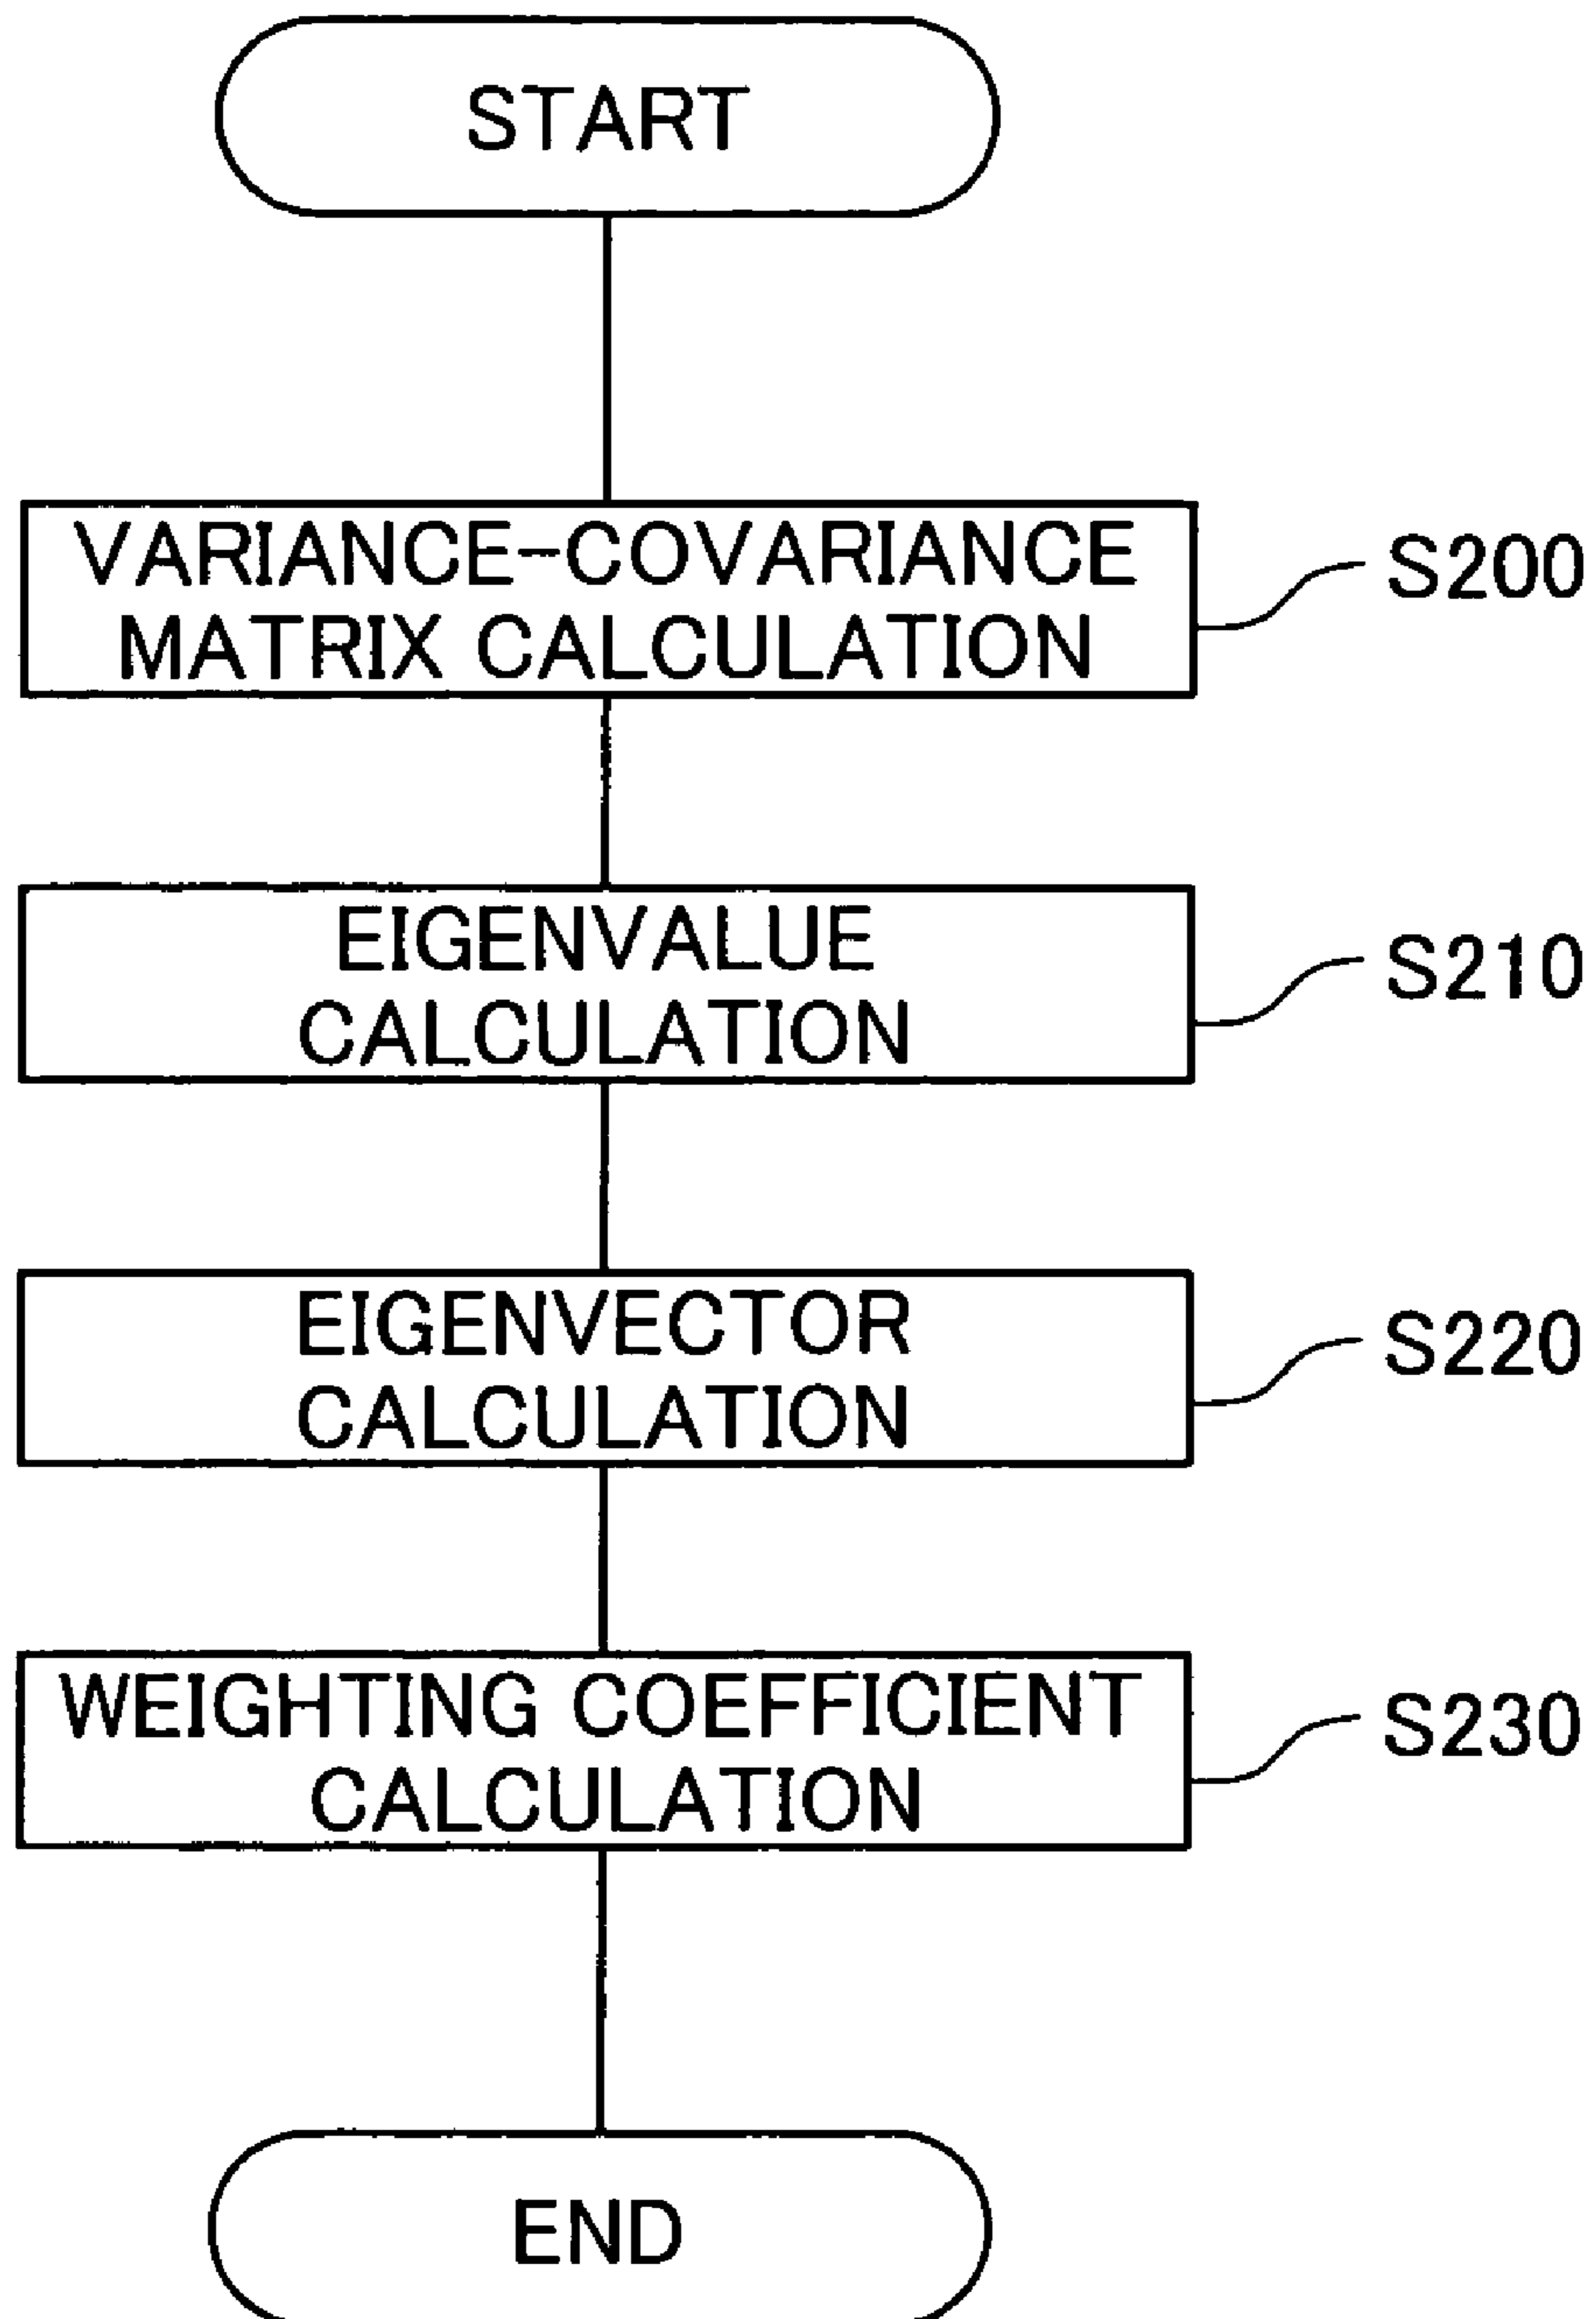 START
VARIANCE-COVARIANCE
MATRIX CALCULATION
S200
EIGENVALUE
CALCULATION
S210
EIGENVECTOR
CALCULATION
S220
WEIGHTING COEFFICIENT
CALCULATION
S230
END